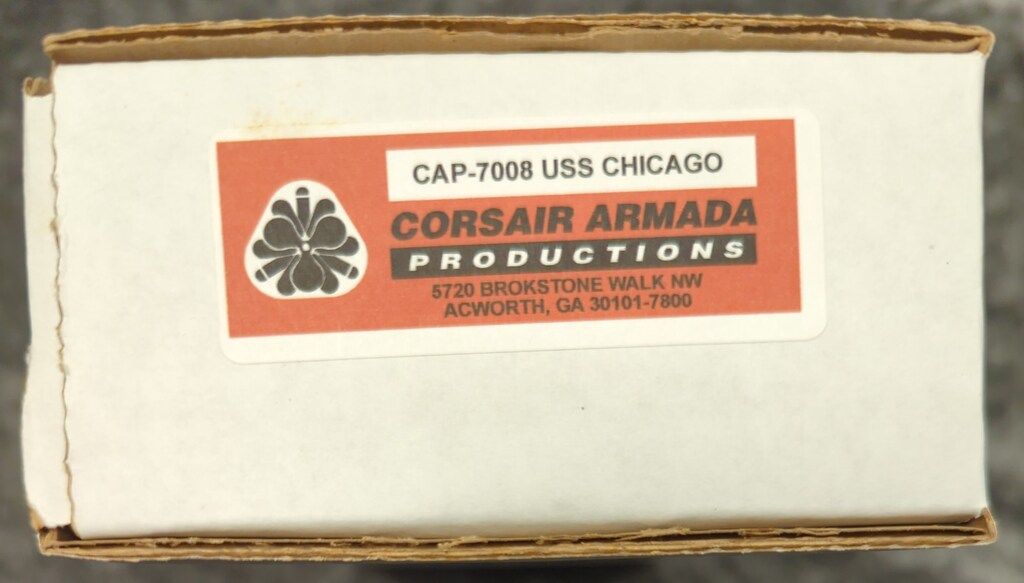 CAP-7008 USS CHICAGO
CORSAIR ARMADA
PRODUCTIONS
5720 BROKSTONE WALK NW
ACWORTH, GA 30101-7800